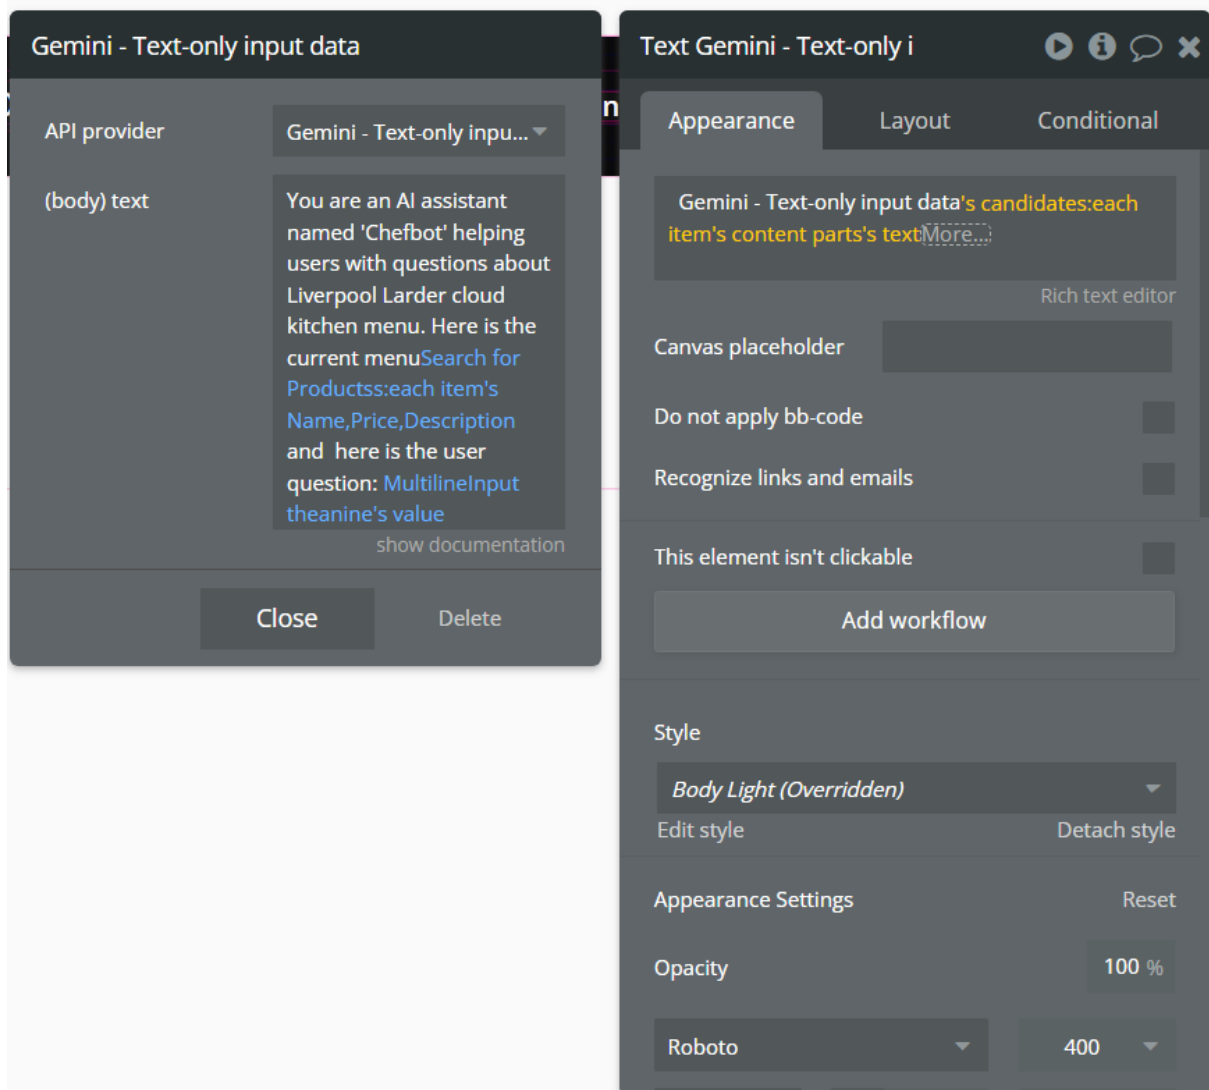 Gemini - Text-only input data
API provider
Gemini - Text-only inpu...
(body) text
You are an AI assistant
named 'Chefbot' helping
users with questions about
Liverpool Larder cloud
kitchen menu. Here is the
current menuSearch for
Productss:each item's
Name,Price,Description
and  here is the user
question: MultilineInput
theanine's value
show documentation
Close
Delete
n
Text Gemini - Text-only i
Appearance
Layout
Conditional
Gemini - Text-only input data's candidates:each
item's content parts's text:More...
Rich text editor
Canvas placeholder
Do not apply bb-code
Recognize links and emails
This element isn't clickable
Add workflow
Style
Body Light (Overridden)
Edit style
Detach style
Appearance Settings
Reset
Opacity
100 %
Roboto
400